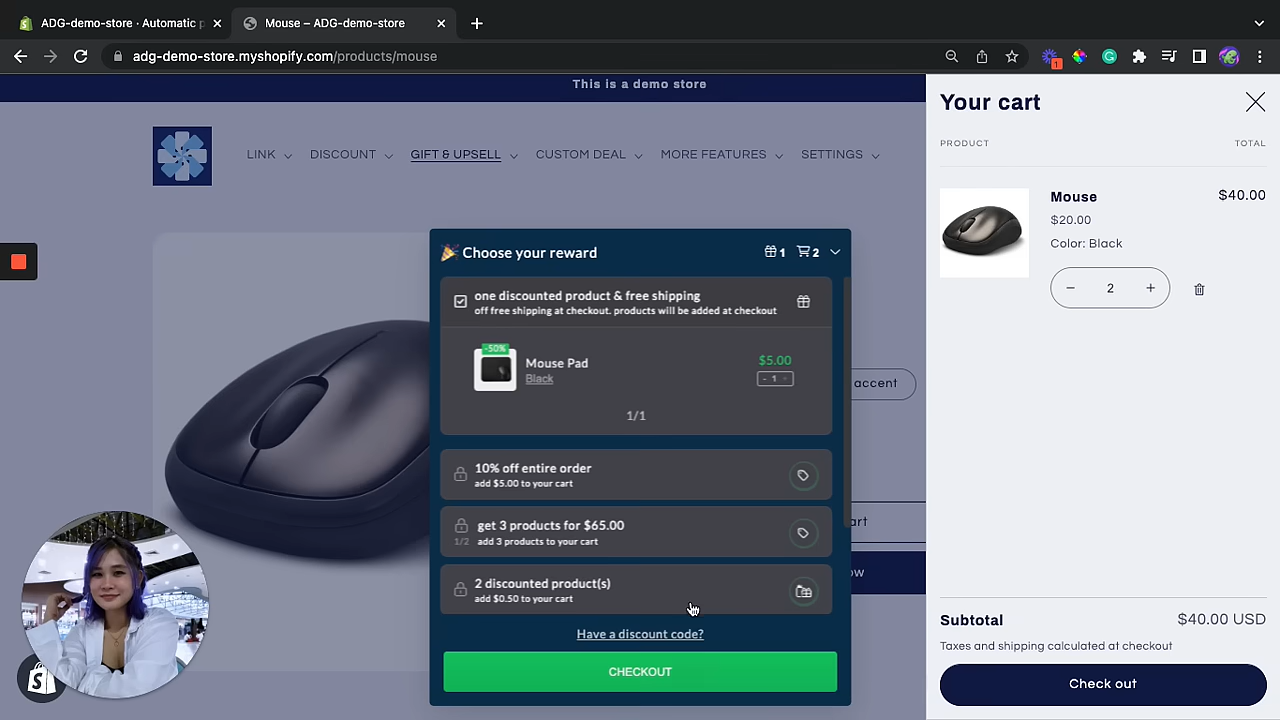 ADG-demo-store · Automatic p
Mouse – ADG-demo-store
adg-demo-store.myshopify.com/products/mouse
1
This is a demo store
LINK
DISCOUNT
GIFT & UPSELL
CUSTOM DEAL
MORE FEATURES
SETTINGS
accent
art
ow
Choose your reward
1
2
one discounted product & free shipping
off free shipping at checkout. products will be added at checkout
-50%
Mouse Pad
$5.00
Black
- 1 +
1/1
10% off entire order
add $5.00 to your cart
get 3 products for $65.00
1/2 add 3 products to your cart
2 discounted product(s)
add $0.50 to your cart
Have a discount code?
CHECKOUT
Your cart
PRODUCT
TOTAL
Mouse
$40.00
$20.00
Color: Black
− 2 +
Subtotal
$40.00 USD
Taxes and shipping calculated at checkout
Check out